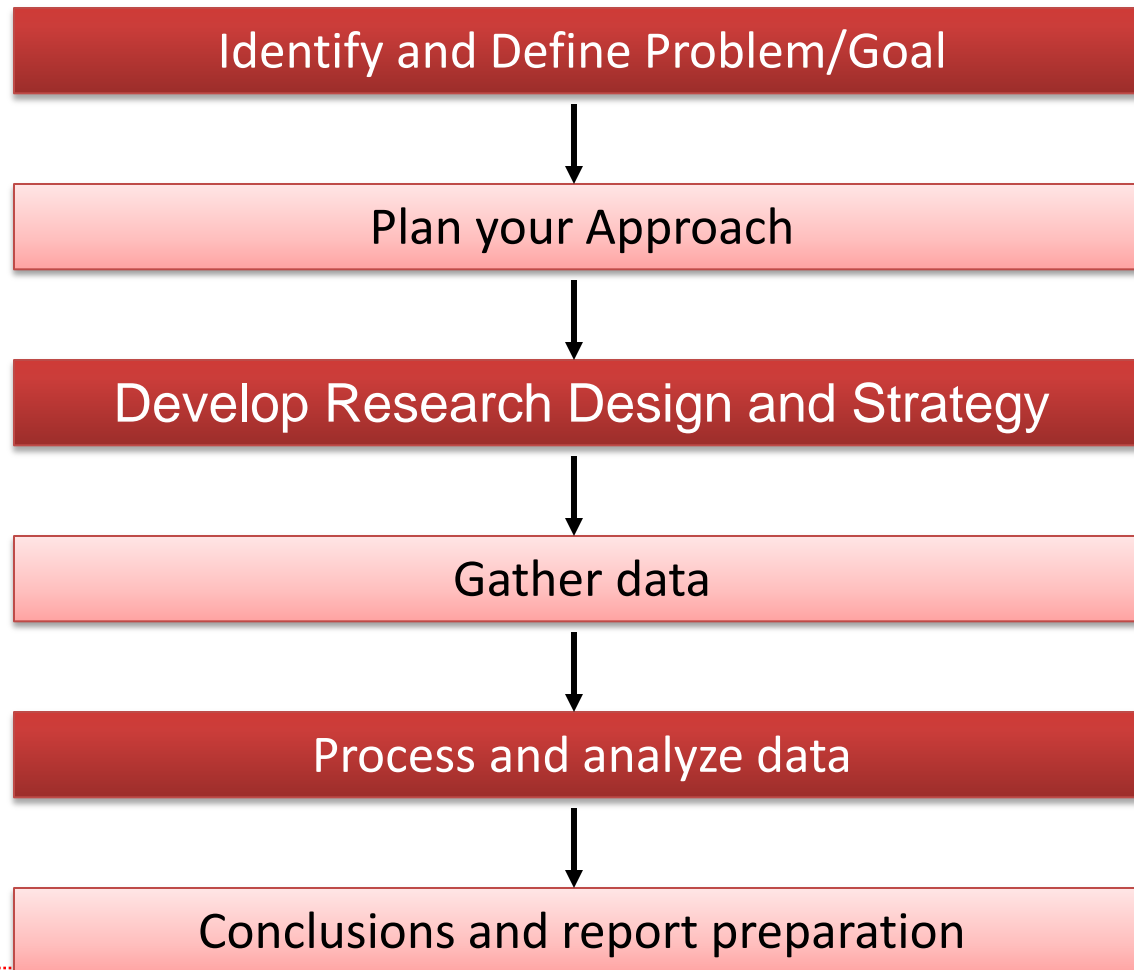 Identify and Define Problem/Goal
Plan your Approach
Develop Research Design and Strategy
Gather data
Process and analyze data
Conclusions and report preparation